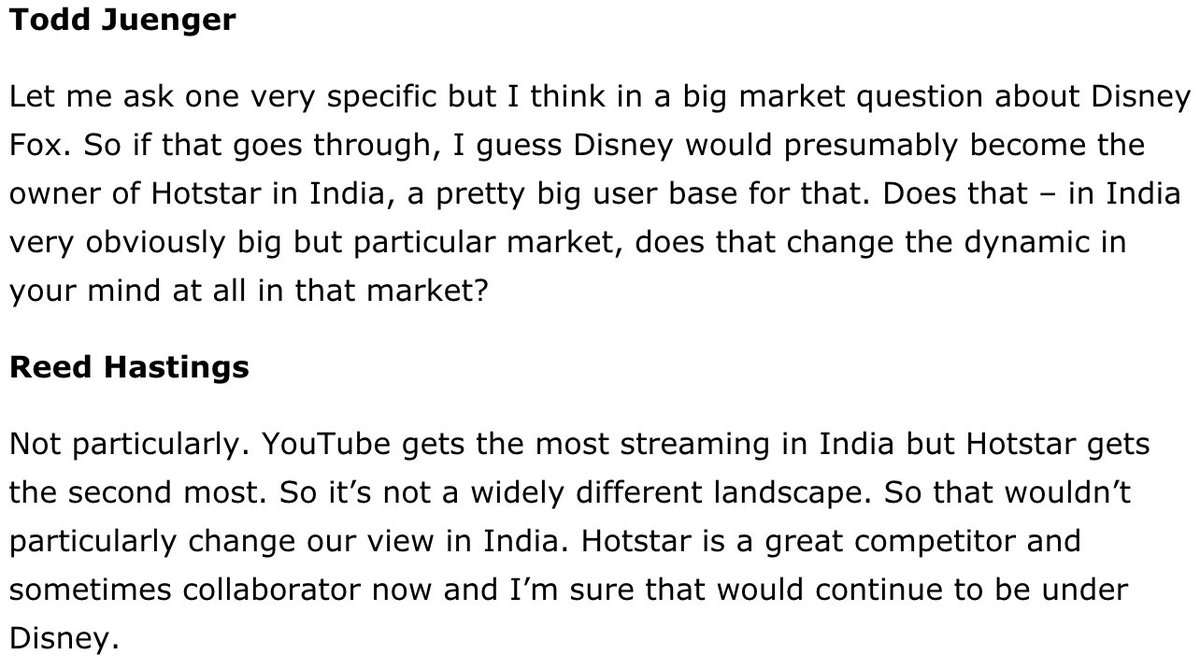 Todd Juenger
Let me ask one very specific but I think in a big market question about Disney
Fox. So if that goes through, I guess Disney would presumably become the
owner of Hotstar in India, a pretty big user base for that. Does that – in India
very obviously big but particular market, does that change the dynamic in
your mind at all in that market?
Reed Hastings
Not particularly. YouTube gets the most streaming in India but Hotstar gets
the second most. So it’s not a widely different landscape. So that wouldn’t
particularly change our view in India. Hotstar is a great competitor and
sometimes collaborator now and I’m sure that would continue to be under
Disney.